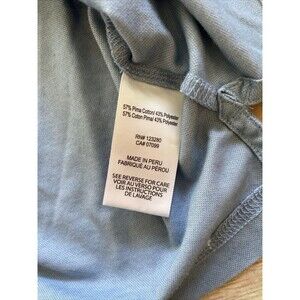 57% Pima Cotton/ 43% Polyester
57% Coton Pima/ 43% Polyester
RN# 123280
CA# 07099
MADE IN PERU
FABRIQUÉ AU PÉROU
SEE REVERSE FOR CARE
VOIR AU VERSO POUR
LES INSTRUCTIONS
DE LAVAGE